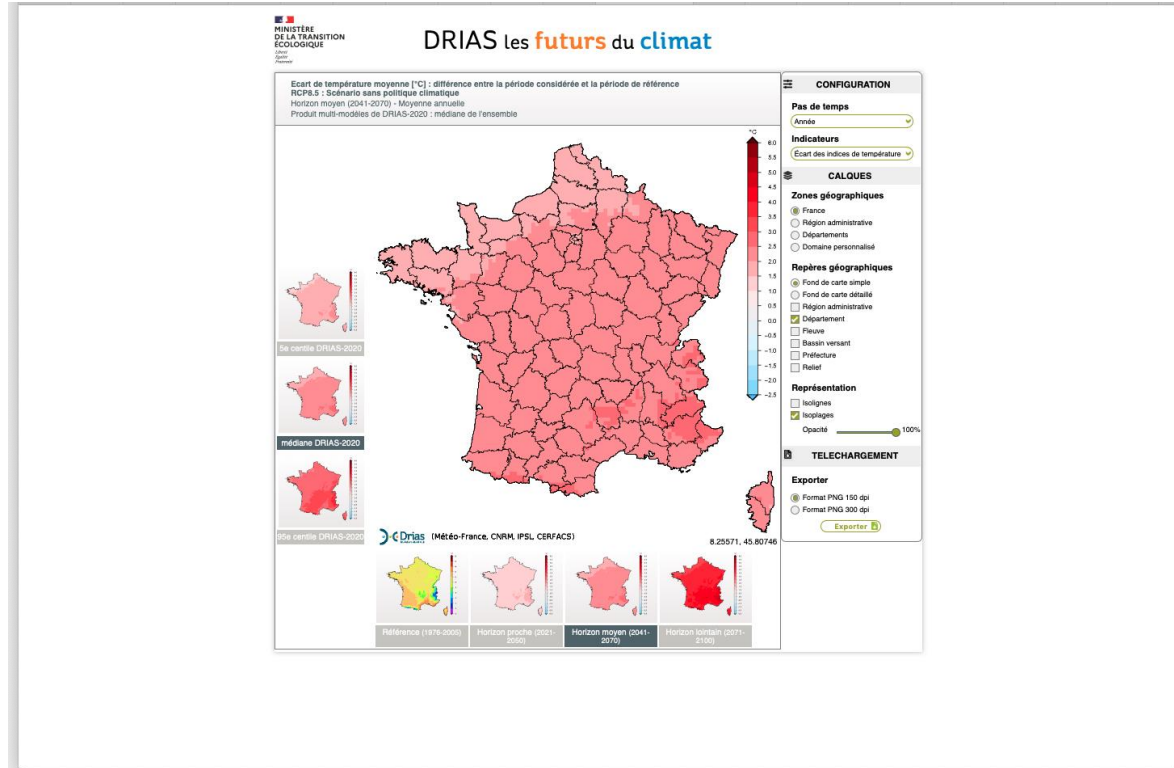 MINISTÈRE
DE LA TRANSITION
ÉCOLOGIQUE
Liberté
Égalité
Fraternité
DRIAS les futurs du climat
Ecart de température moyenne [°C] : différence entre la période considérée et la période de référence
RCP8.5 : Scénario sans politique climatique
Horizon moyen (2041-2070) - Moyenne annuelle
Produit multi-modèles de DRIAS-2020 : médiane de l'ensemble
°C
6.0
5.5
5.0
4.5
4.0
3.5
3.0
2.5
2.0
1.5
1.0
0.5
0.0
-0.5
-1.0
-1.5
-2.0
-2.5
5e centile DRIAS-2020
médiane DRIAS-2020
95e centile DRIAS-2020
Drias (Météo-France, CNRM, IPSL, CERFACS)
8.25571, 45.80746
Référence (1976-2005)
Horizon proche (2021-
2050)
Horizon moyen (2041-
2070)
Horizon lointain (2071-
2100)
CONFIGURATION
Pas de temps
Année
Indicateurs
Écart des indices de température
CALQUES
Zones géographiques
France
Région administrative
Départements
Domaine personnalisé
Repères géographiques
Fond de carte simple
Fond de carte détaillé
Région administrative
Département
Fleuve
Bassin versant
Préfecture
Relief
Représentation
Isolignes
Isoplages
Opacité 100%
TELECHARGEMENT
Exporter
Format PNG 150 dpi
Format PNG 300 dpi
Exporter